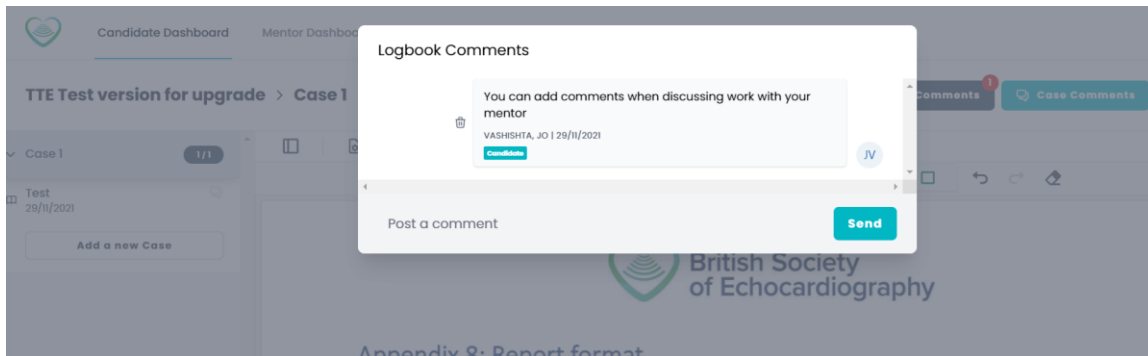 Candidate Dashboard
Mentor Dashboo
Logbook Comments
TTE Test version for upgrade > Case 1
Comments
1
Case Comments
You can add comments when discussing work with your
mentor
VASHISHTA, JO | 29/11/2021
Candidate
JV
Case 1
1/1
Test
29/11/2021
Add a new Case
Post a comment
Send
British Society
of Echocardiography
Appendix 8: Report format